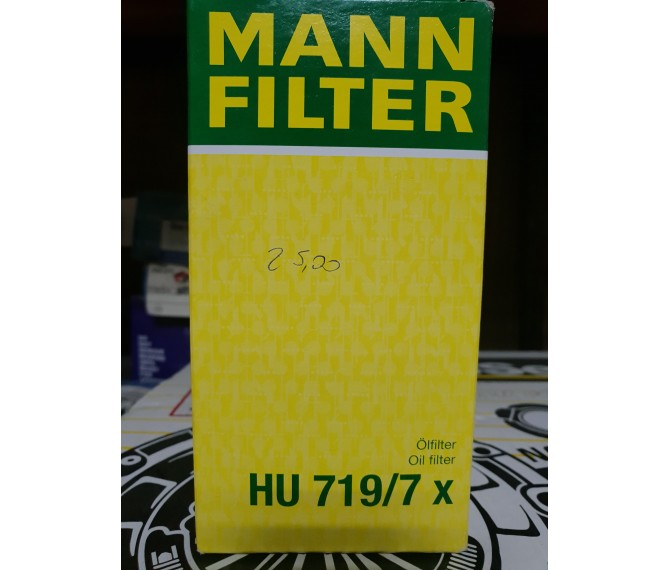 MANN
FILTER
25,00
Ölfilter
Oil filter
HU 719/7 x